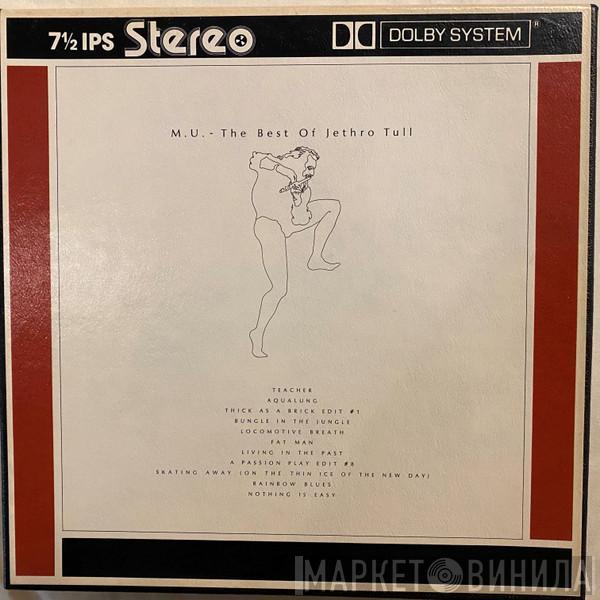 7½ IPS Stereo DOLBY SYSTEM ®
M.U. - The Best Of Jethro Tull
TEACHER
AQUALUNG
THICK AS A BRICK EDIT #1
BUNGLE IN THE JUNGLE
LOCOMOTIVE BREATH
FAT MAN
LIVING IN THE PAST
A PASSION PLAY EDIT #8
SKATING AWAY (ON THE THIN ICE OF THE NEW DAY)
RAINBOW BLUES
NOTHING IS EASY
МАРКЕТ ВИНИЛА